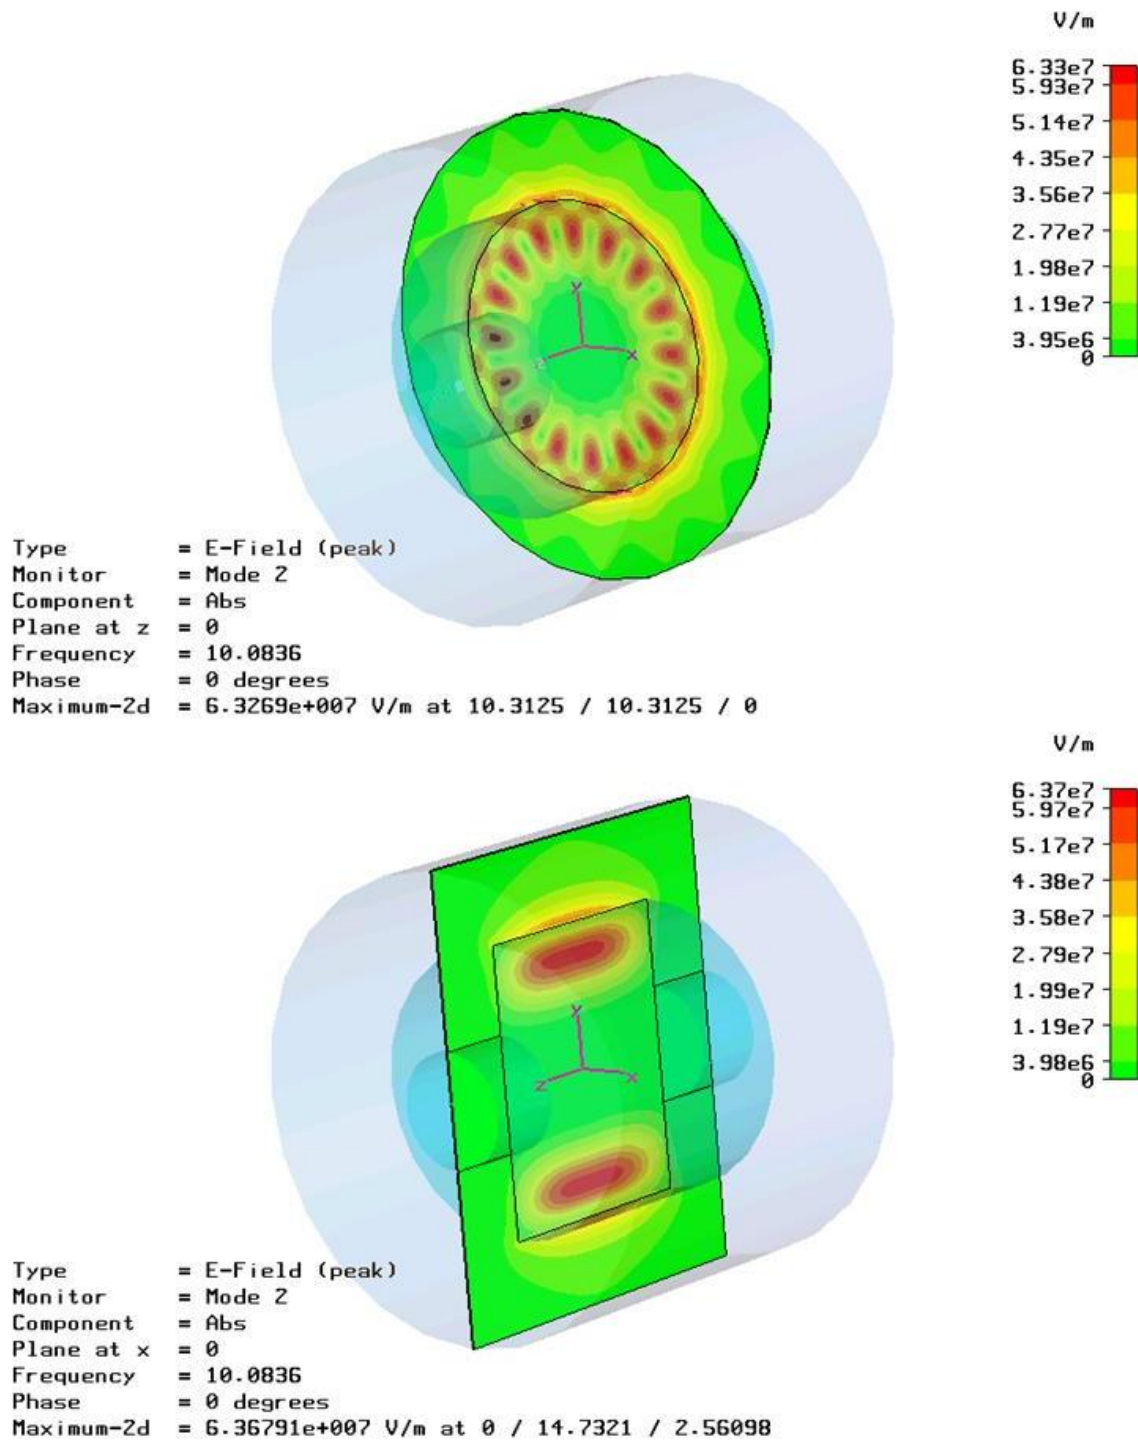 V/m
6.33e7
5.93e7
5.14e7
4.35e7
3.56e7
2.77e7
1.98e7
1.19e7
3.95e6
0
y
z
x
Type = E-Field (peak)
Monitor = Mode 2
Component = Abs
Plane at z = 0
Frequency = 10.0836
Phase = 0 degrees
Maximum-2d = 6.3269e+007 V/m at 10.3125 / 10.3125 / 0
V/m
6.37e7
5.97e7
5.17e7
4.38e7
3.58e7
2.79e7
1.99e7
1.19e7
3.98e6
0
y
z
x
Type = E-Field (peak)
Monitor = Mode 2
Component = Abs
Plane at x = 0
Frequency = 10.0836
Phase = 0 degrees
Maximum-2d = 6.36791e+007 V/m at 0 / 14.7321 / 2.56098